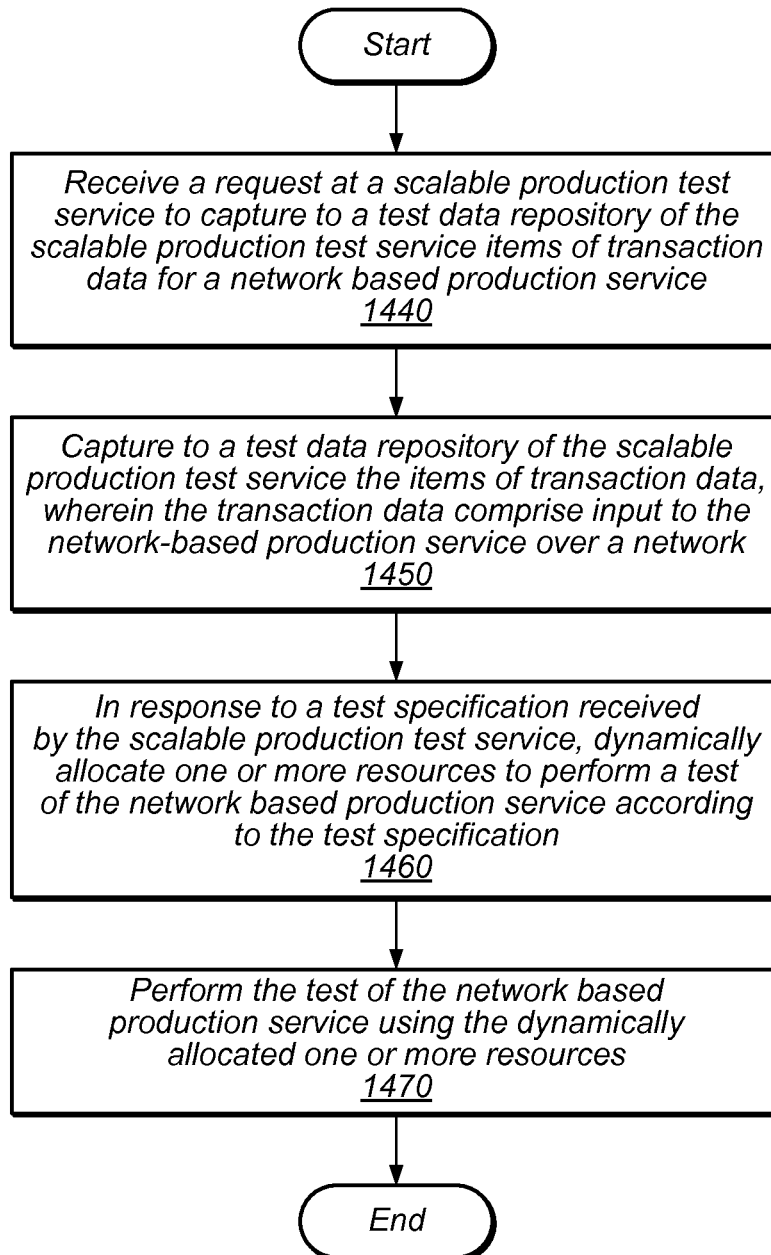 Start
Receive a request at a scalable production test
service to capture to a test data repository of the
scalable production test service items of transaction
data for a network based production service
1440
Capture to a test data repository of the scalable
production test service the items of transaction data,
wherein the transaction data comprise input to the
network-based production service over a network
1450
In response to a test specification received
by the scalable production test service, dynamically
allocate one or more resources to perform a test
of the network based production service according
to the test specification
1460
Perform the test of the network based
production service using the dynamically
allocated one or more resources
1470
End